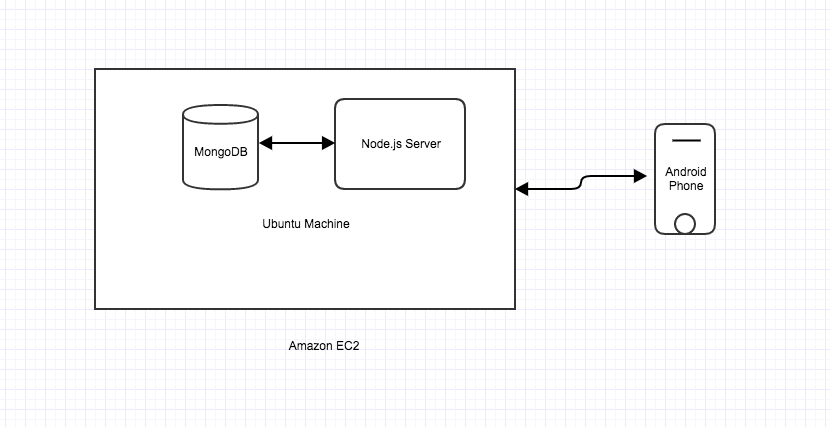 MongoDB
Node.js Server
Android
Phone
Ubuntu Machine
Amazon EC2